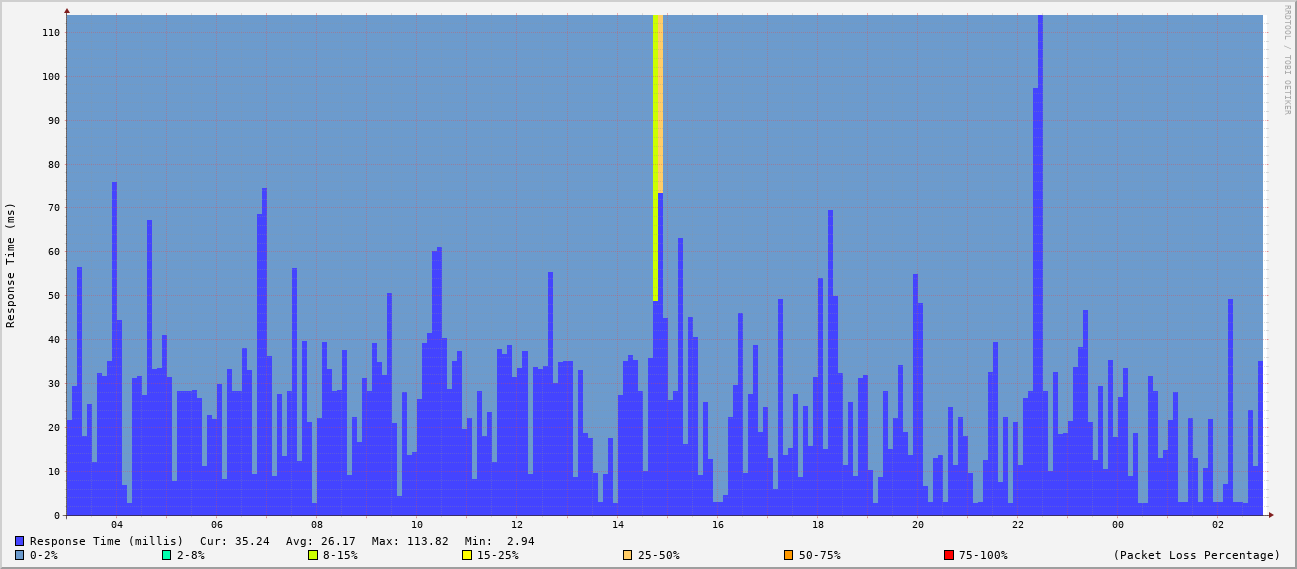 RRDTOOL / TOBI OETIKER
Response Time (ms)
110
100
90
80
70
60
50
40
30
20
10
0
04 06 08 10 12 14 16 18 20 22 00 02
Response Time (millis) Cur: 35.24 Avg: 26.17 Max: 113.82 Min: 2.94
0-2% 2-8% 8-15% 15-25% 25-50% 50-75% 75-100% (Packet Loss Percentage)